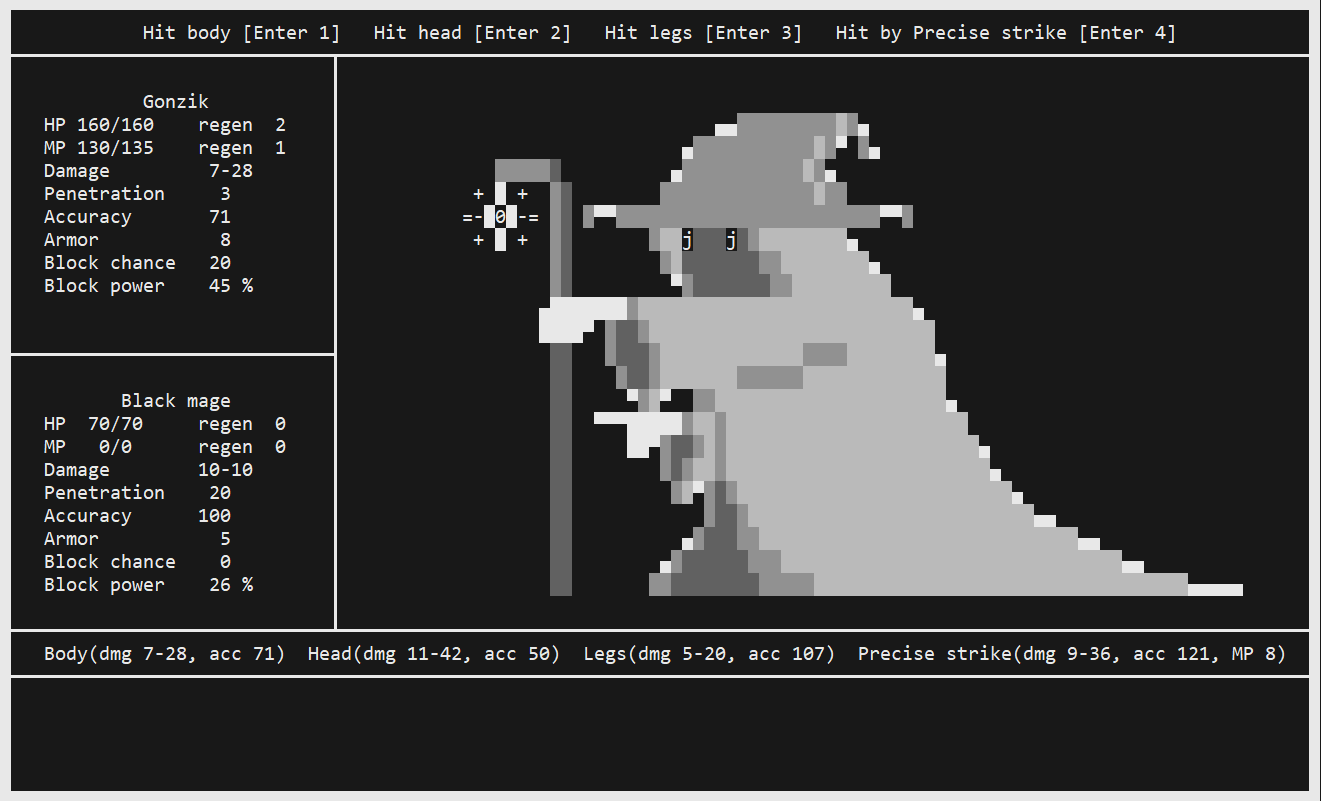 Hit body [Enter 1]   Hit head [Enter 2]   Hit legs [Enter 3]   Hit by Precise strike [Enter 4]
Gonzik
HP 160/160    regen  2
MP 130/135    regen  1
Damage         7-28
Penetration     3
Accuracy       71
Armor           8
Block chance   20
Block power    45 %
+   +
=- 0 -=
j   j
+   +
Black mage
HP  70/70     regen  0
MP   0/0      regen  0
Damage        10-10
Penetration    20
Accuracy      100
Armor           5
Block chance    0
Block power    26 %
Body(dmg 7-28, acc 71)  Head(dmg 11-42, acc 50)  Legs(dmg 5-20, acc 107)  Precise strike(dmg 9-36, acc 121, MP 8)